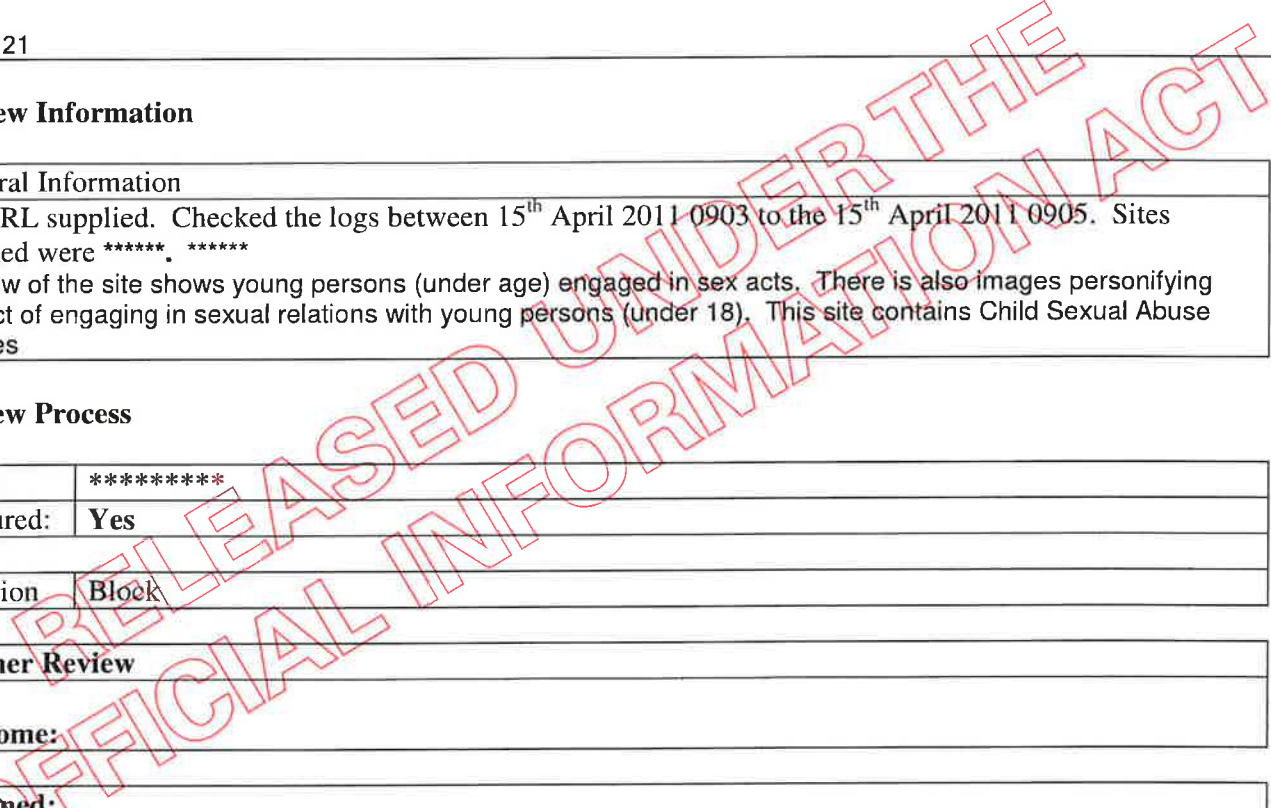 21
ew Information
ral Information
RL supplied. Checked the logs between 15th April 2011 0903 to the 15th April 2011 0905. Sites
ed were ******. ******
w of the site shows young persons (under age) engaged in sex acts. There is also images personifying
ct of engaging in sexual relations with young persons (under 18). This site contains Child Sexual Abuse
es
ew Process
**********
ured: Yes
ion Block
her Review
ome:
med:
RELEASED UNDER THE
OFFICIAL INFORMATION ACT